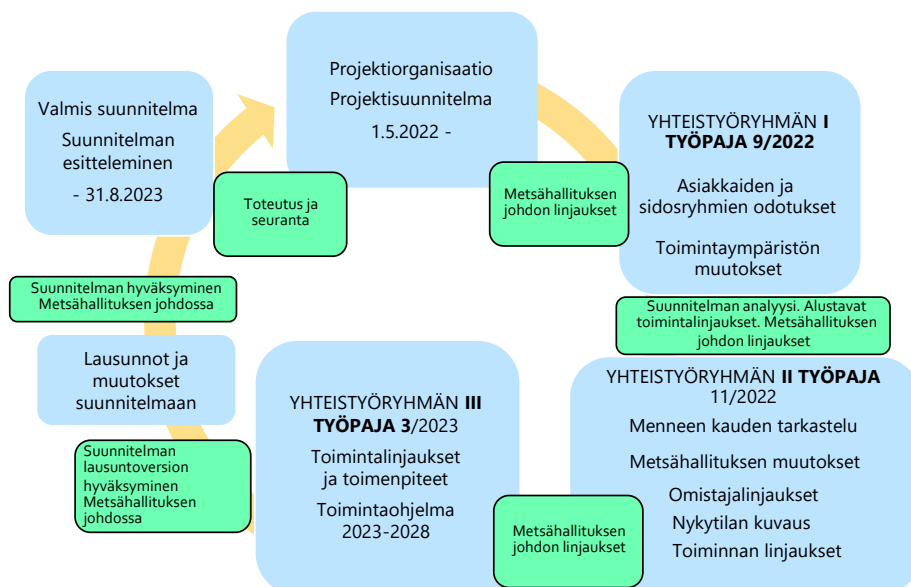 Projektiorganisaatio
Projektisuunnitelma
1.5.2022 -
Metsähallituksen
johdon linjaukset
YHTEISTYÖRYHMÄN I
TYÖPAJA 9/2022
Asiakkaiden ja
sidosryhmien odotukset
Toimintaympäristön
muutokset
Suunnitelman analyysi. Alustavat
toimintalinjaukset. Metsähallituksen
johdon linjaukset
YHTEISTYÖRYHMÄN II TYÖPAJA
11/2022
Menneen kauden tarkastelu
Metsähallituksen muutokset
Omistajalinjaukset
Nykytilan kuvaus
Toiminnan linjaukset
Metsähallituksen
johdon linjaukset
YHTEISTYÖRYHMÄN III
TYÖPAJA 3/2023
Toimintalinjaukset
ja toimenpiteet
Toimintaohjelma
2023-2028
Suunnitelman
lausuntoversion
hyväksyminen
Metsähallituksen
johdossa
Lausunnot ja
muutokset
suunnitelmaan
Suunnitelman hyväksyminen
Metsähallituksen johdossa
Valmis suunnitelma
Suunnitelman
esitteleminen
- 31.8.2023
Toteutus ja
seuranta